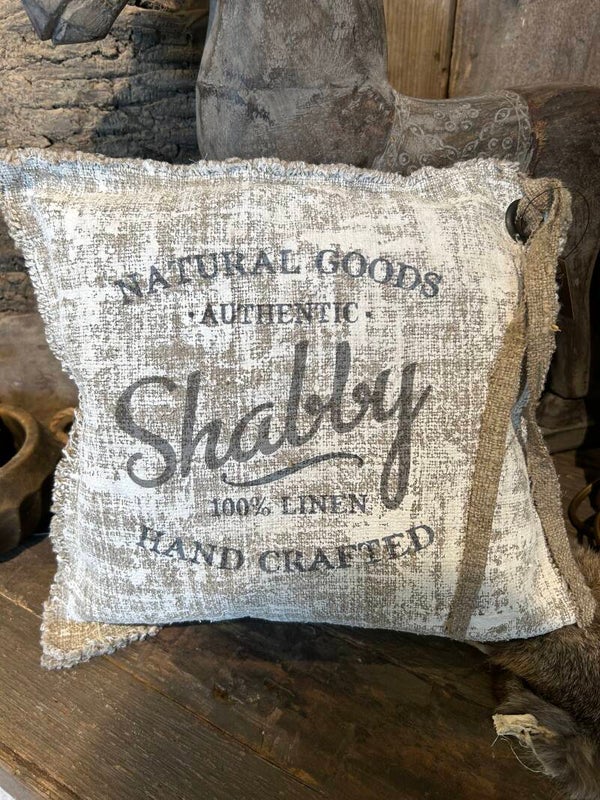 NATURAL GOODS
· AUTHENTIC ·
Shabby
100% LINEN
HAND CRAFTED